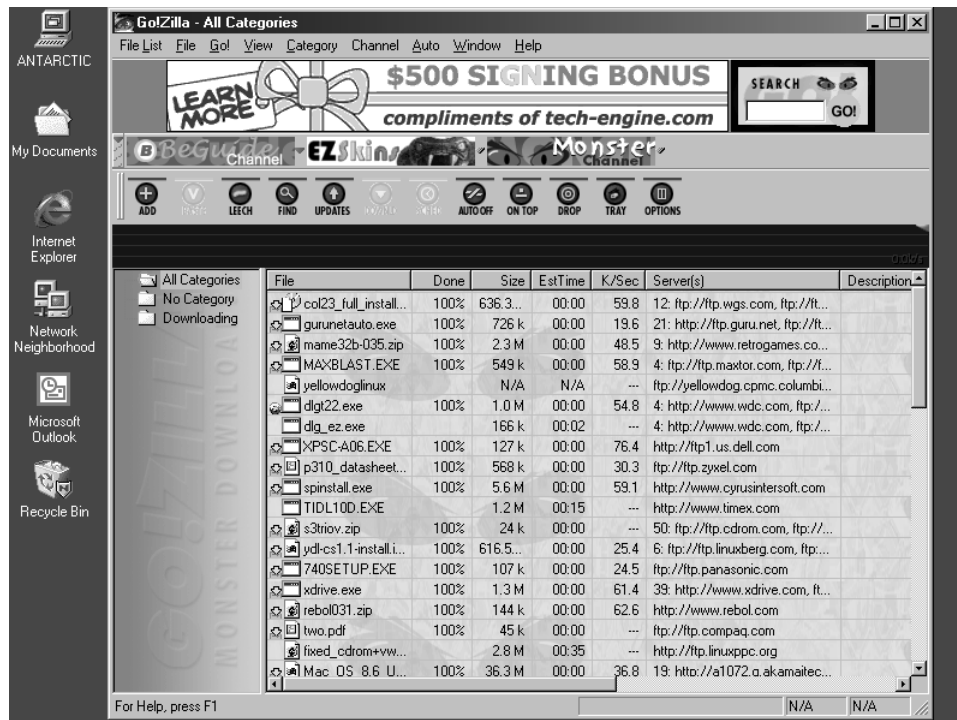 ANTARCTIC
My Documents
Internet
Explorer
Network
Neighborhood
Microsoft
Outlook
Recycle Bin
Go!Zilla - All Categories
File List File Go! View Category Channel Auto Window Help
LEARN MORE
$500 SIGNING BONUS
compliments of tech-engine.com
SEARCH
GO!
BeGuide Channel EZSkins Monster Channel
ADD PASTE LEECH FIND UPDATES AUTO OFF ON TOP DROP TRAY OPTIONS
0.0k/s
All Categories
No Category
Downloading
GO!ZILLA
MONSTER DOWNLOAD
File Done Size EstTime K/Sec Server(s) Description
col23_full_install... 100% 636.3... 00:00 59.8 12: ftp://ftp.wgs.com, ftp://ft...
gurunetauto.exe 100% 726 k 00:00 19.6 21: http://ftp.guru.net, ftp://ft...
mame32b-035.zip 100% 2.3 M 00:00 48.5 9: http://www.retrogames.co...
MAXBLAST.EXE 100% 549 k 00:00 58.9 4: ftp://ftp.maxtor.com, ftp://f...
yellowdoglinux N/A N/A --- ftp://yellowdog.cpmc.columbi...
dlgt22.exe 100% 1.0 M 00:00 54.8 4: http://www.wdc.com, ftp:/...
dlg_ez.exe 166 k 00:02 --- 4: http://www.wdc.com, ftp:/...
XPSC-A06.EXE 100% 127 k 00:00 76.4 http://ftp1.us.dell.com
p310_datasheet... 100% 568 k 00:00 30.3 ftp://ftp.zyxel.com
spinstall.exe 100% 5.6 M 00:00 59.1 http://www.cyrusintersoft.com
TIDL10D.EXE 1.2 M 00:15 --- http://www.timex.com
s3triov.zip 100% 24 k 00:00 --- 50: ftp://ftp.cdrom.com, ftp://...
ydl-cs1.1-install.i... 100% 616.5... 00:00 25.4 6: ftp://ftp.linuxberg.com, ftp:...
740SETUP.EXE 100% 107 k 00:00 24.5 ftp://ftp.panasonic.com
xdrive.exe 100% 1.3 M 00:00 61.4 39: http://www.xdrive.com, ft...
rebol031.zip 100% 144 k 00:00 62.6 http://www.rebol.com
two.pdf 100% 45 k 00:00 --- ftp://ftp.compaq.com
fixed_cdrom+vw... 2.8 M 00:35 --- http://ftp.linuxppc.org
Mac OS 8.6 U... 100% 36.3 M 00:00 36.8 19: http://a1072.g.akamaitec...
For Help, press F1 N/A N/A